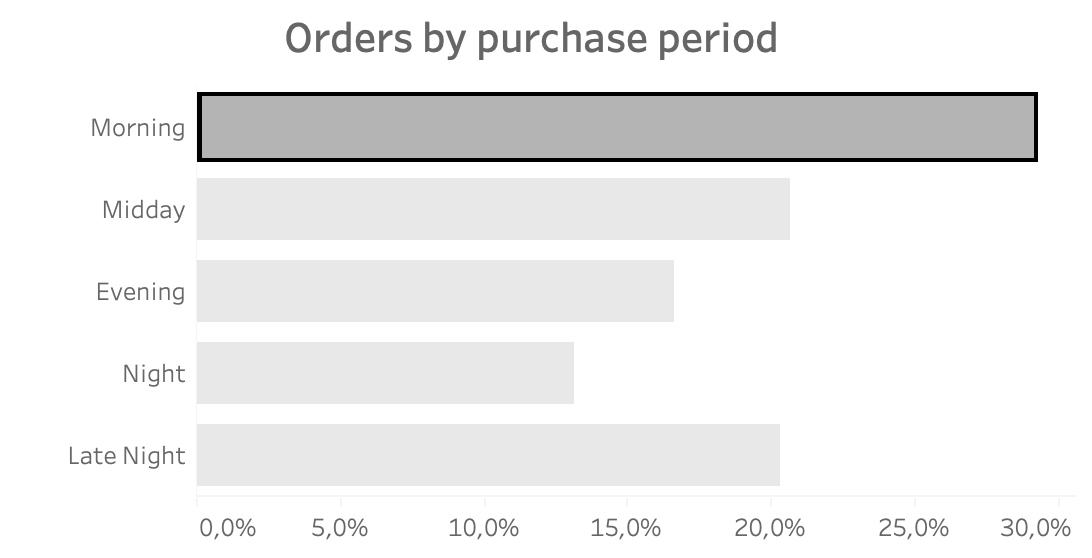 Orders by purchase period
Morning
Midday
Evening
Night
Late Night
0,0% 5,0% 10,0% 15,0% 20,0% 25,0% 30,0%